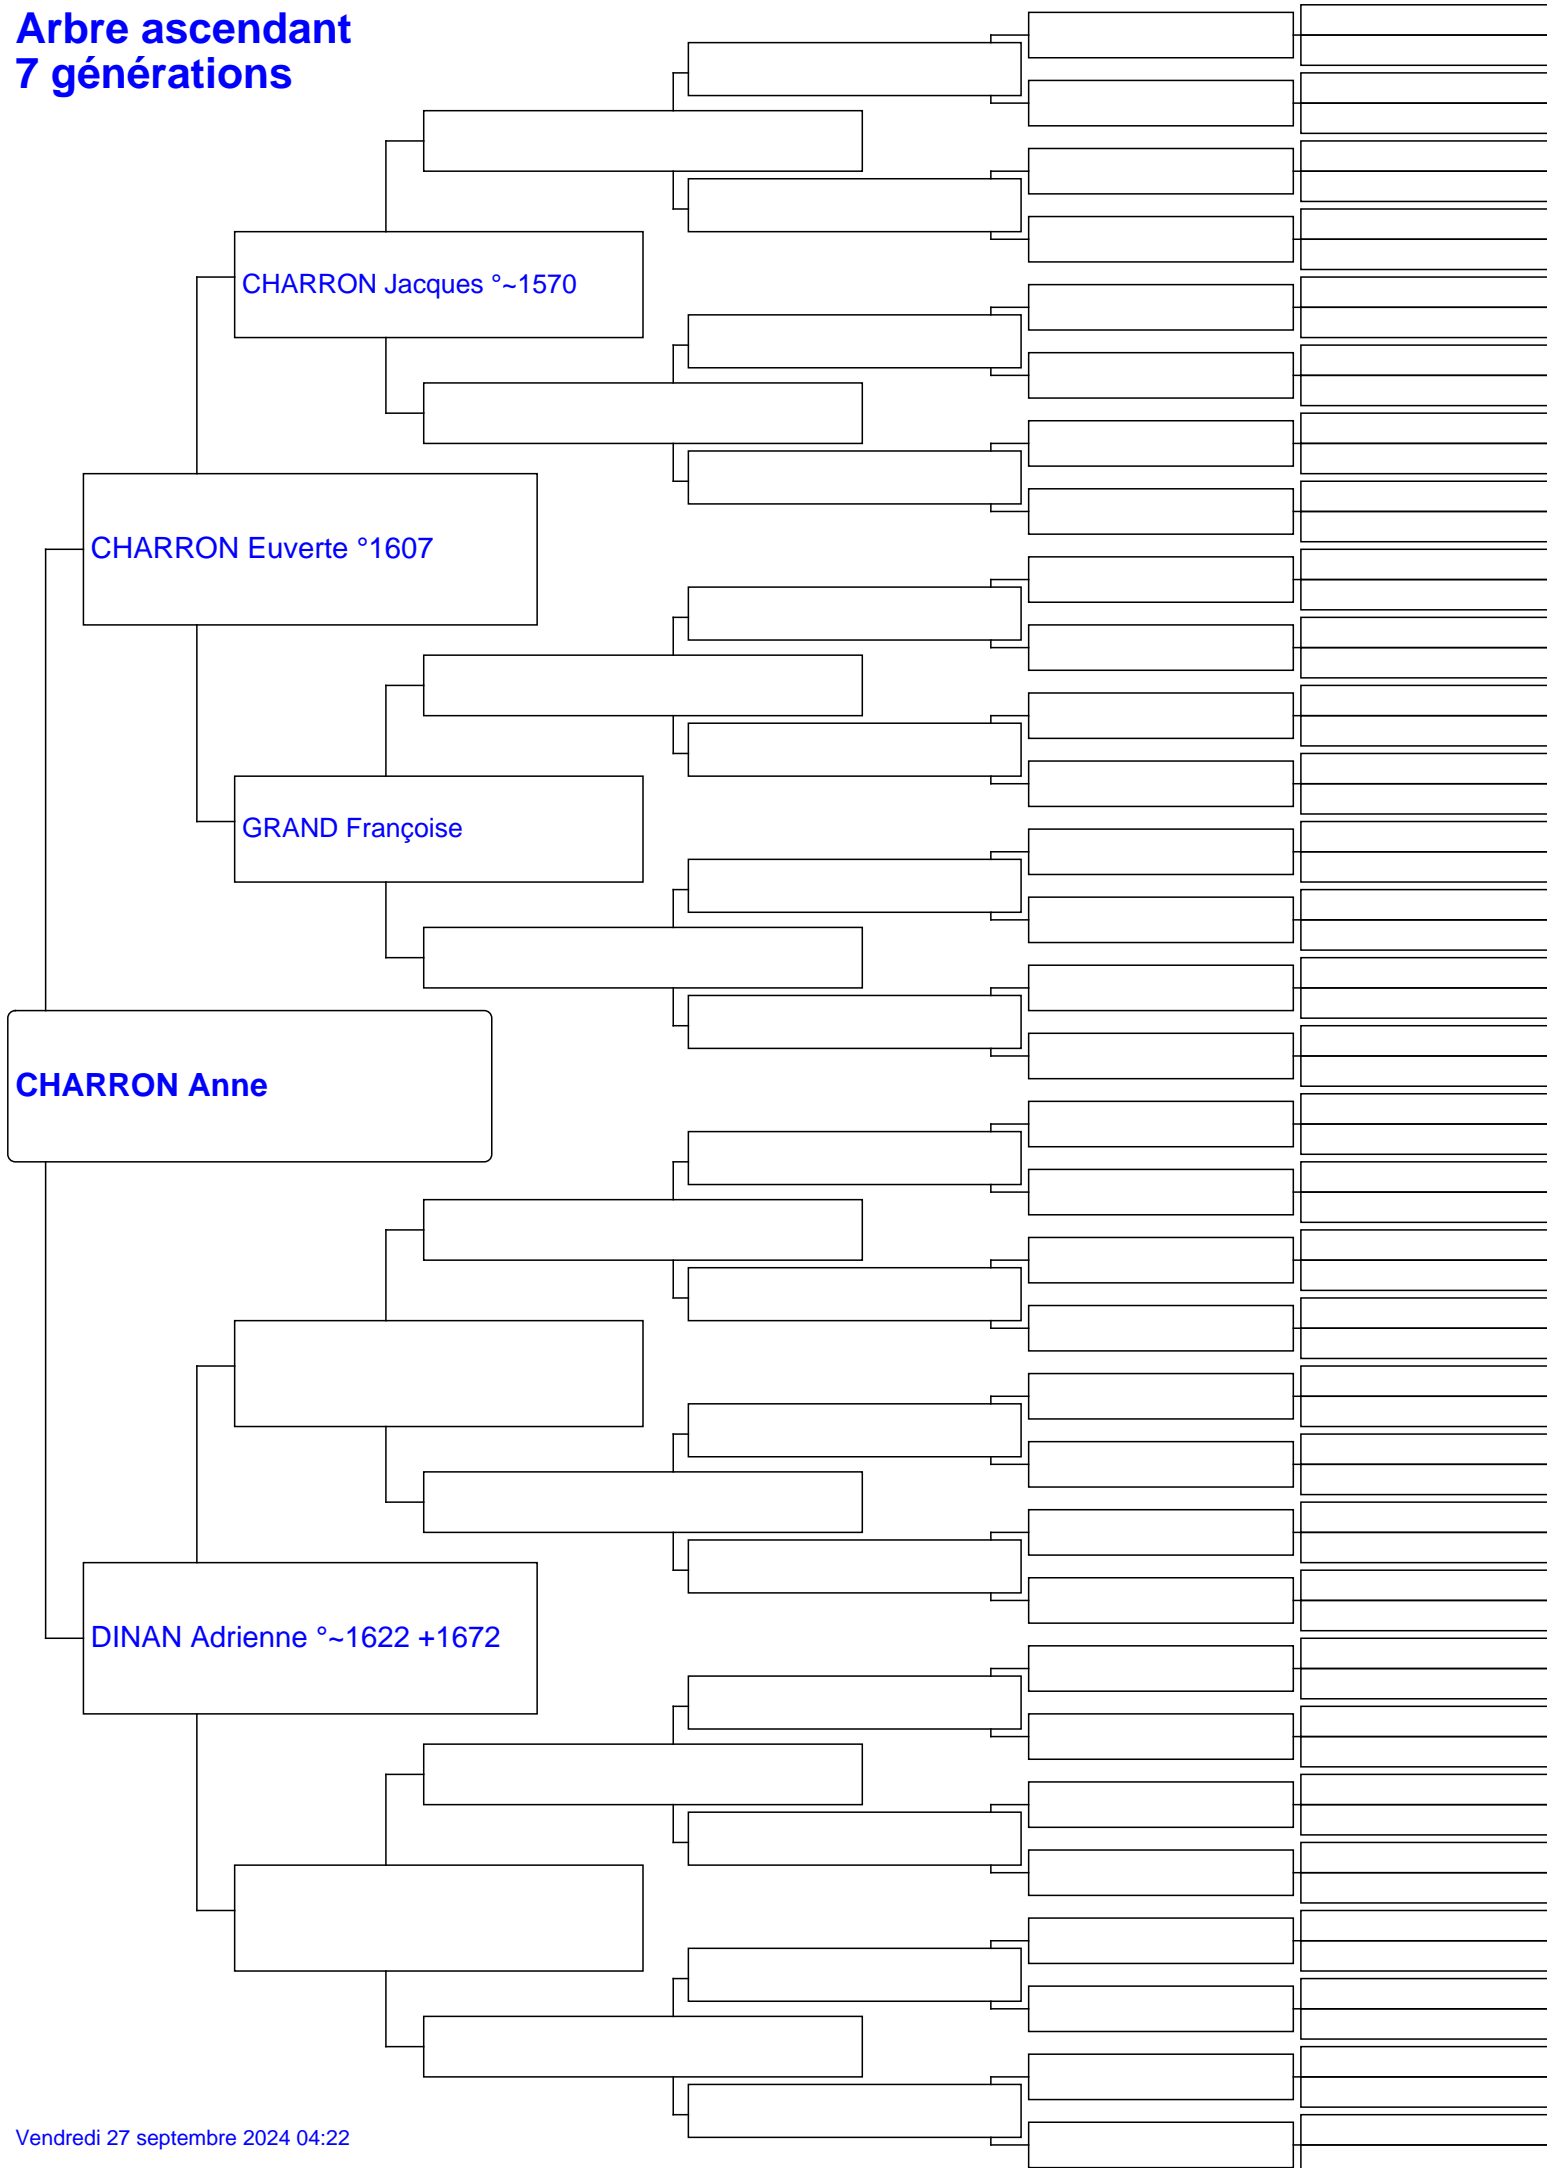 Arbre ascendant
7 générations
CHARRON Jacques °~1570
CHARRON Euverte °1607
GRAND Françoise
CHARRON Anne
DINAN Adrienne °~1622 +1672
Vendredi 27 septembre 2024 04:22